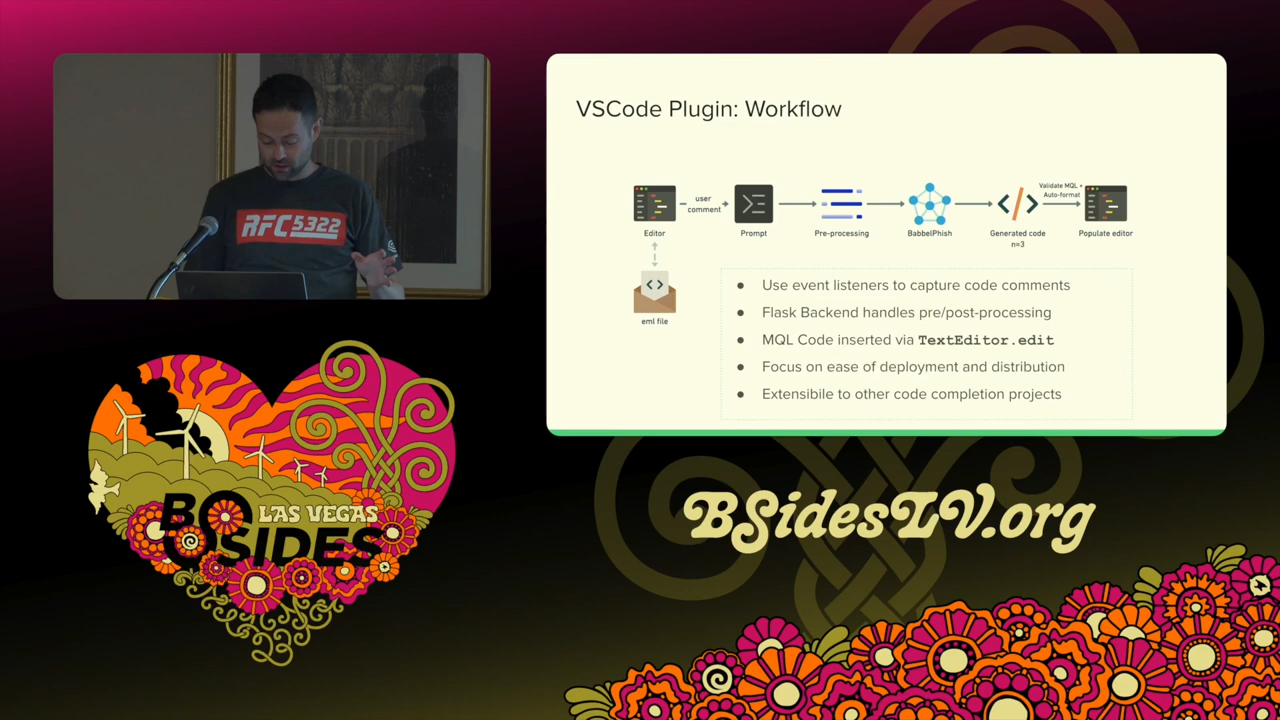 RFC5322
VSCode Plugin: Workflow
user
comment
Validate MQL +
Auto-format
Editor
Prompt
Pre-processing
BabbelPhish
Generated code
n=3
Populate editor
eml file
● Use event listeners to capture code comments
● Flask Backend handles pre/post-processing
● MQL Code inserted via TextEditor.edit
● Focus on ease of deployment and distribution
● Extensibile to other code completion projects
LAS VEGAS
BSIDES
23
BSidesLV.org